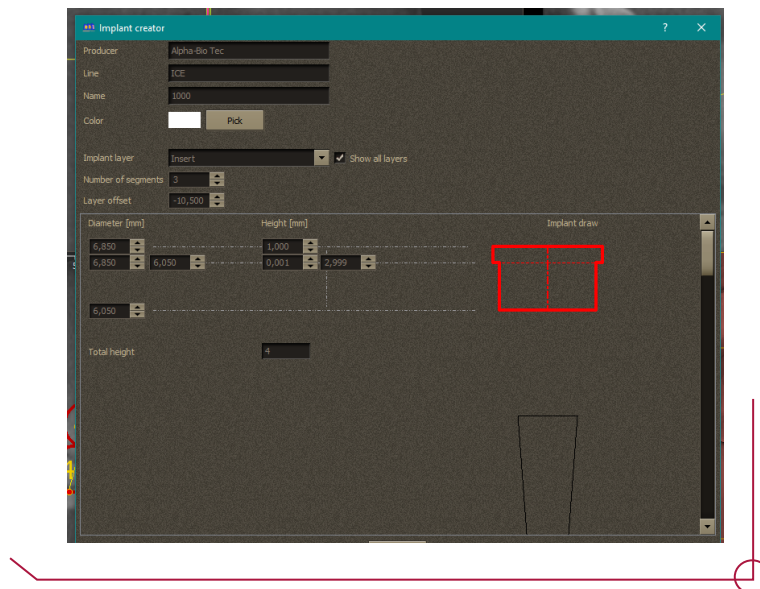 Implant creator ? ×
Producer Alpha-Bio Tec
Line ICE
Name 1000
Color Pick
Implant layer Insert Show all layers
Number of segments 3
Layer offset -10,500
Diameter [mm] Height [mm] Implant draw
6,850 1,000
6,850 6,050 0,001 2,999
6,050
Total height 4